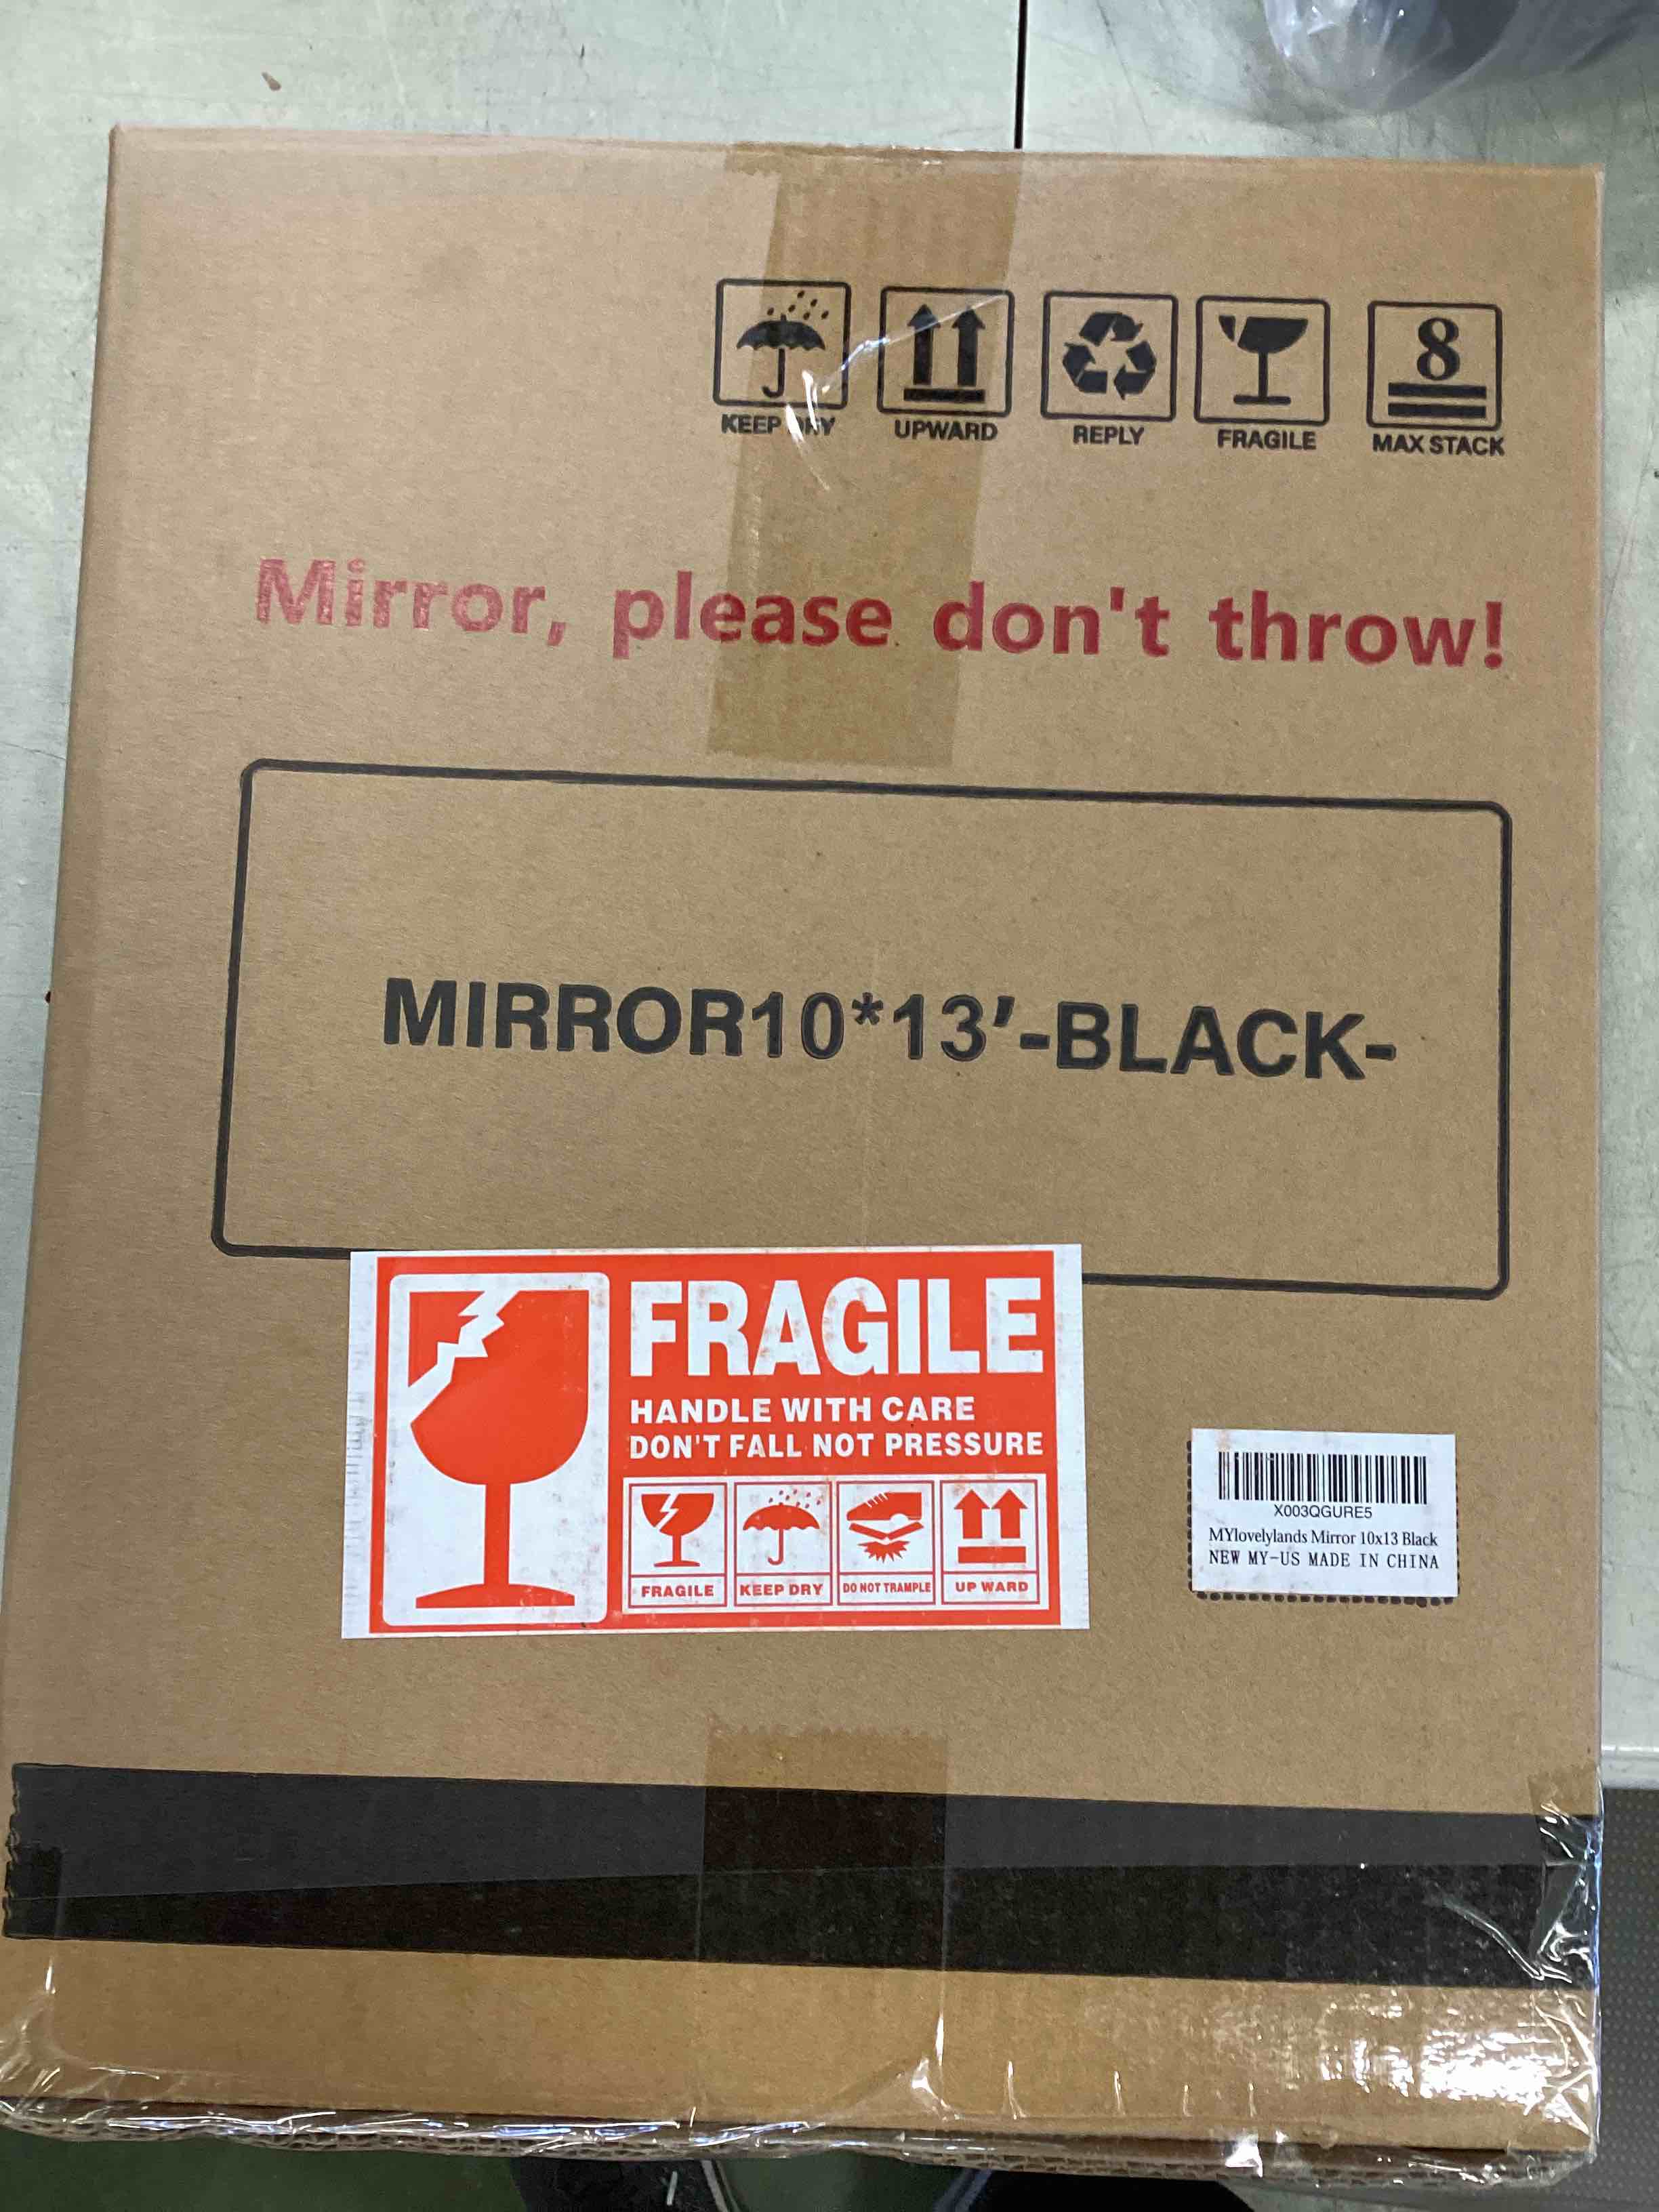 8
KEEP DRY UPWARD REPLY FRAGILE MAX STACK
Mirror, please don't throw!
MIRROR10*13'-BLACK-
FRAGILE
HANDLE WITH CARE
DON'T FALL NOT PRESSURE
FRAGILE KEEP DRY DO NOT TRAMPLE UP WARD
X003QGURE5
MYlovelylands Mirror 10x13 Black
NEW MY-US MADE IN CHINA